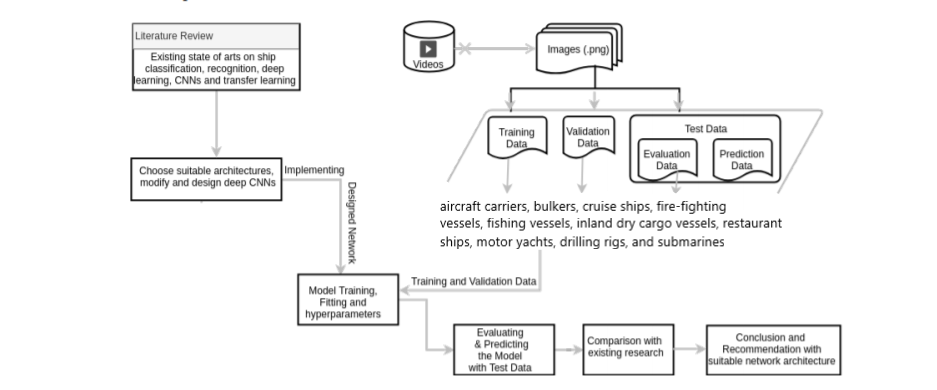 Literature Review
Existing state of arts on ship
classification, recognition, deep
learning, CNNs and transfer learning
Videos
Images (.png)
Training
Data
Validation
Data
Test Data
Evaluation
Data
Prediction
Data
Choose suitable architectures,
modify and design deep CNNs
Implementing
Designed Network
aircraft carriers, bulkers, cruise ships, fire-fighting
vessels, fishing vessels, inland dry cargo vessels, restaurant
ships, motor yachts, drilling rigs, and submarines
Training and Validation Data
Model Training,
Fitting and
hyperparameters
Evaluating
& Predicting
the Model
with Test Data
Comparison with
existing research
Conclusion and
Recommendation with
suitable network architecture